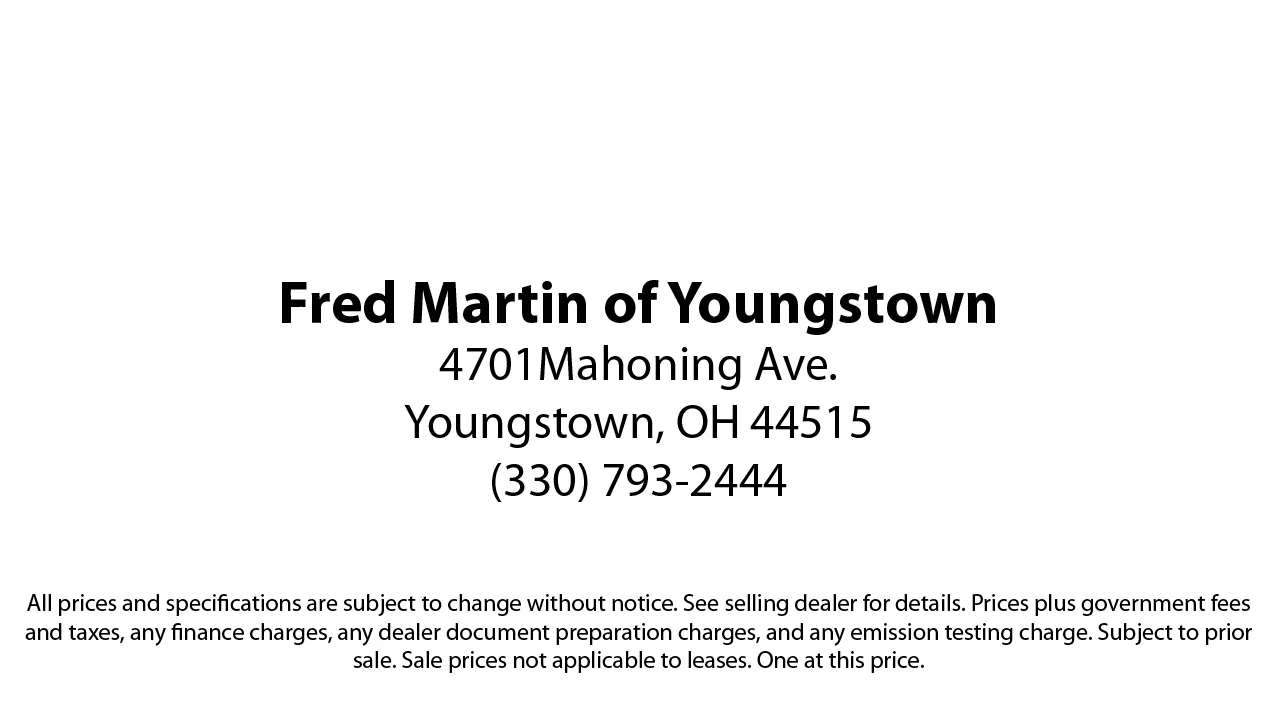 Fred Martin of Youngstown
4701Mahoning Ave.
Youngstown, OH 44515
(330) 793-2444
All prices and specifications are subject to change without notice. See selling dealer for details. Prices plus government fees
and taxes, any finance charges, any dealer document preparation charges, and any emission testing charge. Subject to prior
sale. Sale prices not applicable to leases. One at this price.